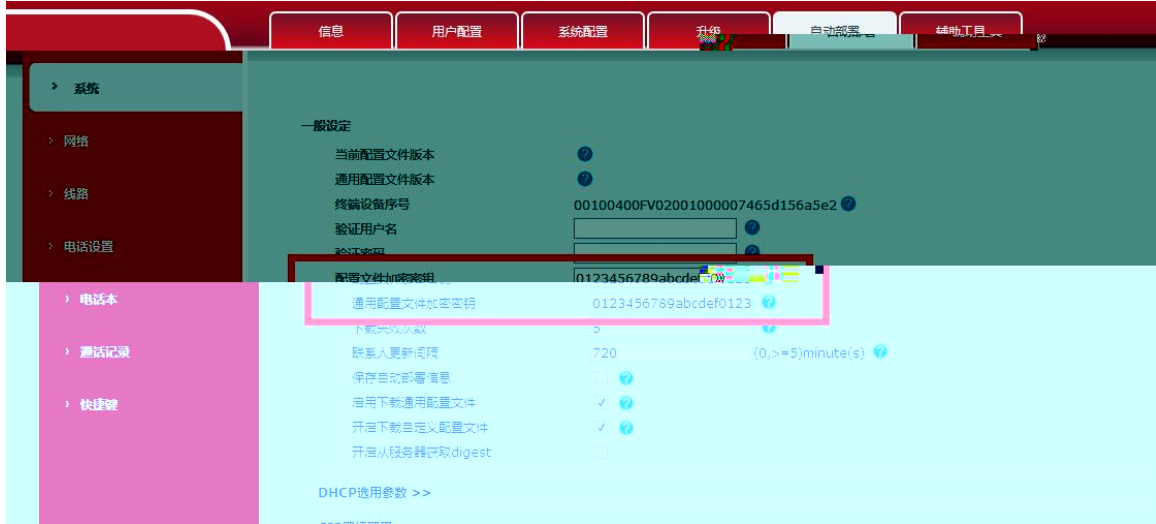 信息 用户配置 系统配置 升级 自动部署 辅助工具
系统
网络
线路
电话设置
电话本
通话记录
快捷键
一般设定
当前配置文件版本
通用配置文件版本
终端设备序号 00100400FV02001000007465d156a5e2
验证用户名
验证密码
配置文件加密密钥 0123456789abcdef
通用配置文件加密密钥 0123456789abcdef0123
下载失败次数 5
联系人更新间隔 720 (0,>=5)minute(s)
保存自动部署信息
启用下载通用配置文件
开启下载自定义配置文件
开启从服务器获取digest
DHCP选用参数 >>